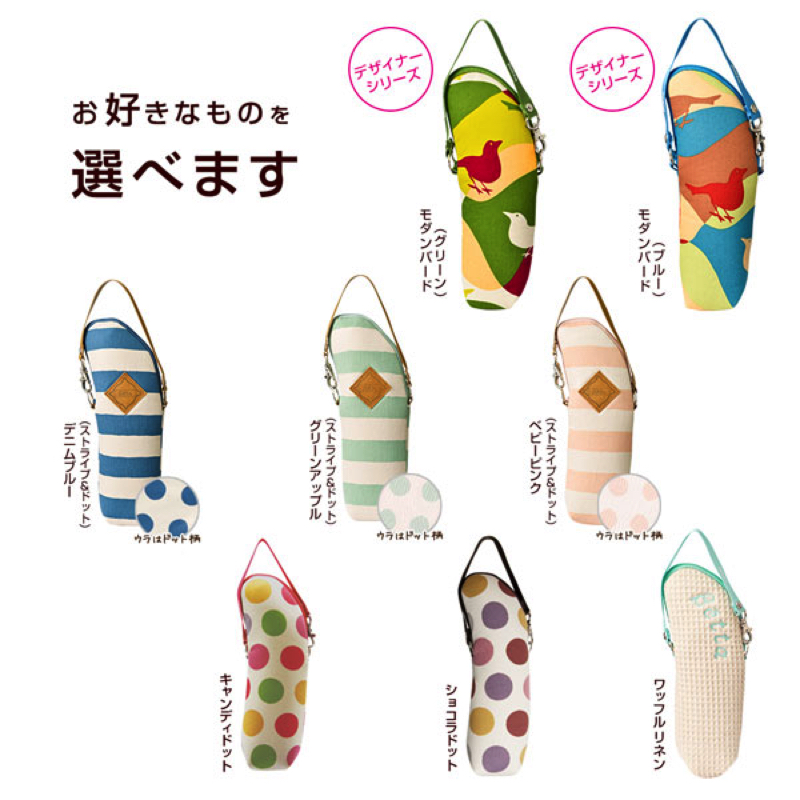 お好きなものを
選べます
デザイナー
シリーズ
デザイナー
シリーズ
モダンバード
(グリーン)
モダンバード
(ブルー)
デニムブルー
(ストライプ&ドット)
ウラはドット柄
グリーンアップル
(ストライプ&ドット)
ウラはドット柄
ベビーピンク
(ストライプ&ドット)
ウラはドット柄
キャンディドット
ショコラドット
ワッフルリネン
Betta